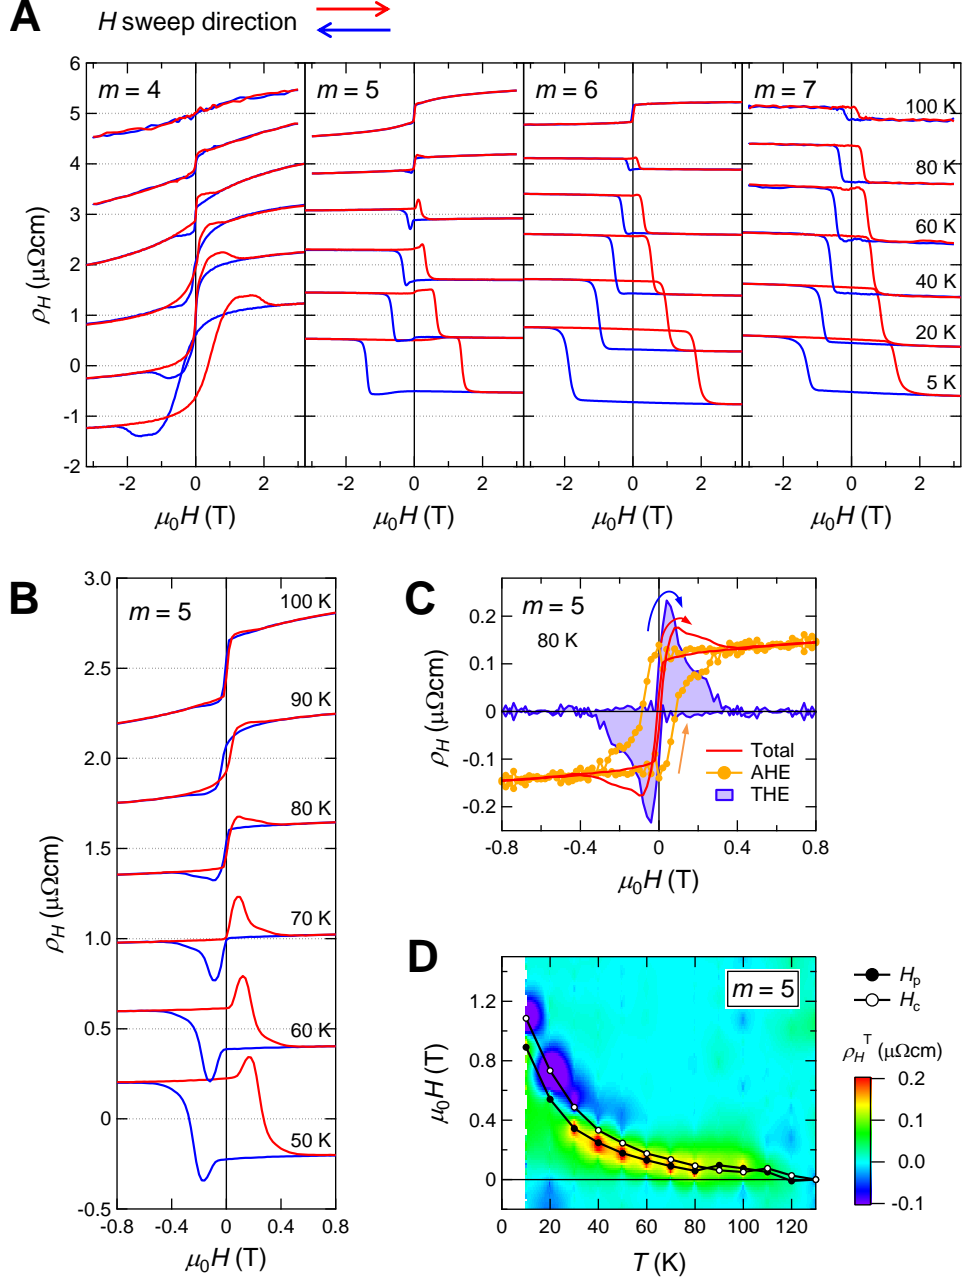 A
H sweep direction
6
5
4
3
2
1
0
-1
-2
ρH (μΩcm)
m = 4
m = 5
m = 6
m = 7
100 K
80 K
60 K
40 K
20 K
5 K
-2 0 2
-2 0 2
-2 0 2
-2 0 2
μ0H (T)
μ0H (T)
μ0H (T)
μ0H (T)
B
3.0
2.5
2.0
1.5
1.0
0.5
0
-0.5
ρH (μΩcm)
m = 5
100 K
90 K
80 K
70 K
60 K
50 K
-0.8 -0.4 0 0.4 0.8
μ0H (T)
C
0.2
0.1
0
-0.1
-0.2
ρH (μΩcm)
m = 5
80 K
Total
AHE
THE
-0.8 -0.4 0 0.4 0.8
μ0H (T)
D
1.2
0.8
0.4
0
μ0H (T)
m = 5
0 20 40 60 80 100 120
T (K)
Hp
Hc
ρH^T (μΩcm)
0.2
0.1
0.0
-0.1